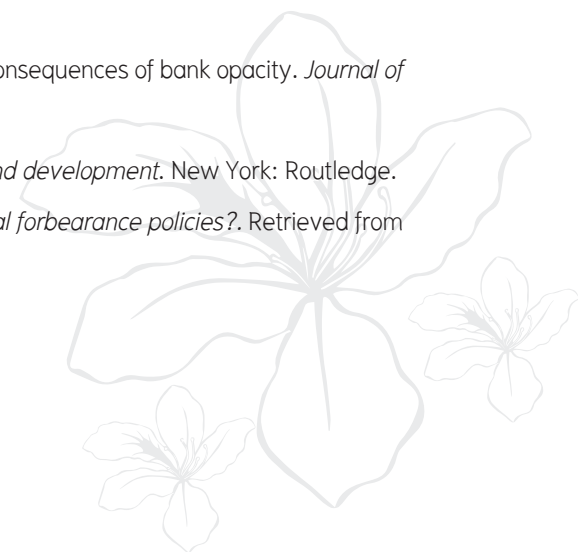 onsequences of bank opacity. Journal of
nd development. New York: Routledge.
al forbearance policies?. Retrieved from